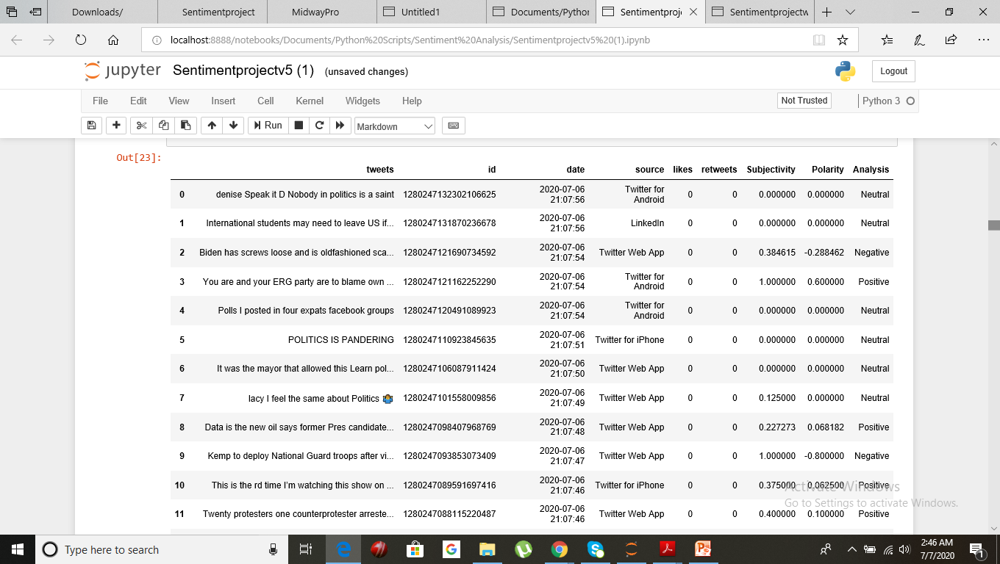 Downloads/ Sentimentproject MidwayPro Untitled1 Documents/Pythor Sentimentproj Sentimentprojectw
localhost:8888/notebooks/Documents/Python%20Scripts/Sentiment%20Analysis/Sentimentprojectv5%20(1).ipynb
jupyter Sentimentprojectv5 (1) (unsaved changes) Logout
File Edit View Insert Cell Kernel Widgets Help Not Trusted Python 3
Run Markdown
Out[23]:
tweets id date source likes retweets Subjectivity Polarity Analysis
0 denise Speak it D Nobody in politics is a saint 1280247132302106625 2020-07-06 21:07:56 Twitter for Android 0 0 0.000000 0.000000 Neutral
1 International students may need to leave US if... 1280247131870236678 2020-07-06 21:07:56 LinkedIn 0 0 0.000000 0.000000 Neutral
2 Biden has screws loose and is oldfashioned sca... 1280247121690734592 2020-07-06 21:07:54 Twitter Web App 0 0 0.384615 -0.288462 Negative
3 You are and your ERG party are to blame own ... 1280247121162252290 2020-07-06 21:07:54 Twitter for Android 0 0 1.000000 0.600000 Positive
4 Polls I posted in four expats facebook groups 1280247120491089923 2020-07-06 21:07:54 Twitter for Android 0 0 0.000000 0.000000 Neutral
5 POLITICS IS PANDERING 1280247110923845635 2020-07-06 21:07:51 Twitter for iPhone 0 0 0.000000 0.000000 Neutral
6 It was the mayor that allowed this Learn pol... 1280247106087911424 2020-07-06 21:07:50 Twitter Web App 0 0 0.000000 0.000000 Neutral
7 lacy I feel the same about Politics 🤷 1280247101558009856 2020-07-06 21:07:49 Twitter Web App 0 0 0.125000 0.000000 Neutral
8 Data is the new oil says former Pres candidate... 1280247098407968769 2020-07-06 21:07:48 Twitter Web App 0 0 0.227273 0.068182 Positive
9 Kemp to deploy National Guard troops after vi... 1280247093853073409 2020-07-06 21:07:47 Twitter Web App 0 0 1.000000 -0.800000 Negative
10 This is the rd time I'm watching this show on ... 1280247089591697416 2020-07-06 21:07:46 Twitter for iPhone 0 0 0.375000 0.062500 Positive
11 Twenty protesters one counterprotester arreste... 1280247088115220487 2020-07-06 21:07:46 Twitter Web App 0 0 0.400000 0.100000 Positive
Activate Windows
Go to Settings to activate Windows.
Type here to search
2:46 AM
7/7/2020
1